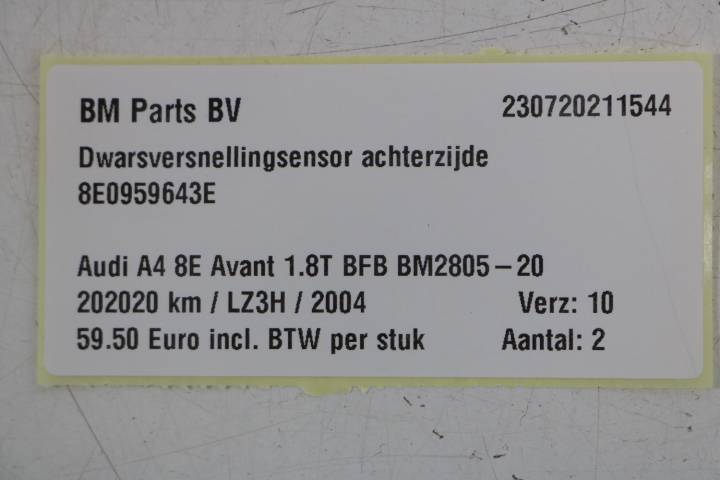 BM Parts BV 230720211544
Dwarsversnellingsensor achterzijde
8E0959643E
Audi A4 8E Avant 1.8T BFB BM2805-20
202020 km / LZ3H / 2004 Verz: 10
59.50 Euro incl. BTW per stuk Aantal: 2